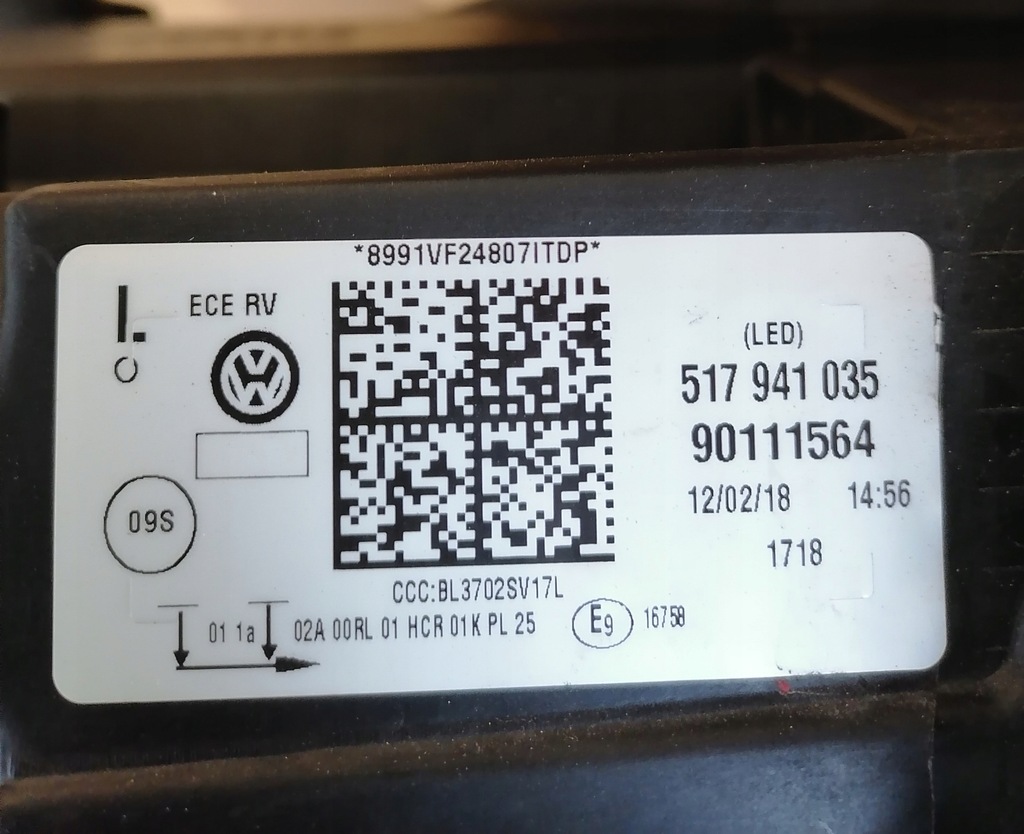 *8991VF24807ITDP*
L.
ECE RV
(LED)
517 941 035
90111564
09S
12/02/18 14:56
1718
CCC:BL3702SV17L
01 1a 02A 00RL 01 HCR 01K PL 25 E9 16758